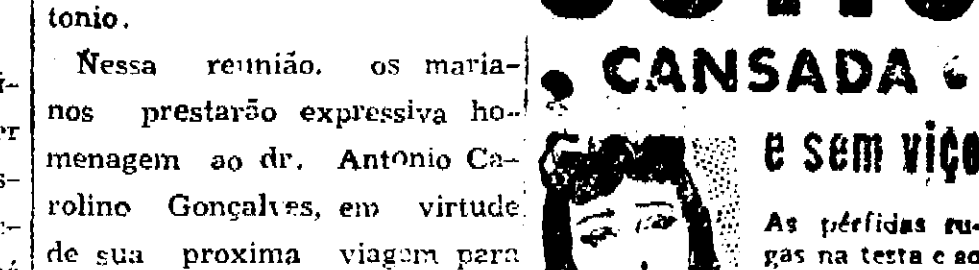 tonio.
Nessa reunião, os maria-
nos prestarão expressiva ho-
menagem ao dr. Antonio Ca-
rolino Gonçalves, em virtude
de sua proxima viagem para
CANSADA
e sem viço
As pérfidas ru-
gas na testa e ao